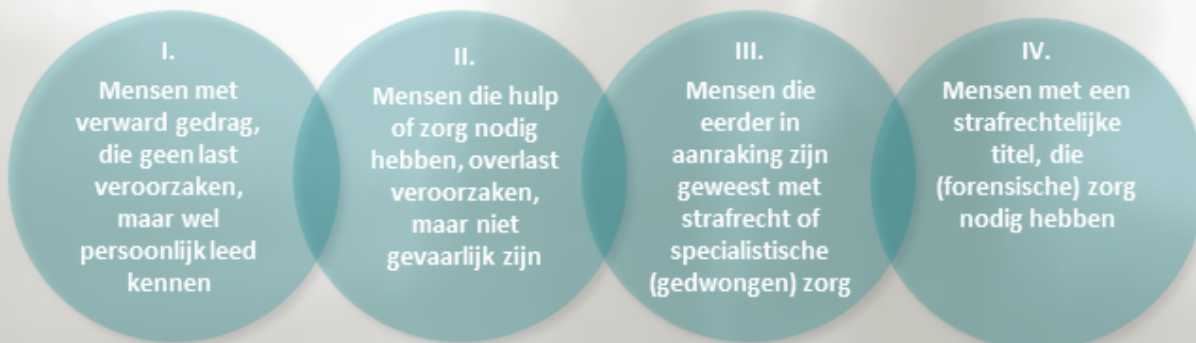 I.
Mensen met
verward gedrag,
die geen last
veroorzaken,
maar wel
persoonlijk leed
kennen
II.
Mensen die hulp
of zorg nodig
hebben, overlast
veroorzaken,
maar niet
gevaarlijk zijn
III.
Mensen die
eerder in
aanraking zijn
geweest met
strafrecht of
specialistische
(gedwongen) zorg
IV.
Mensen met een
strafrechtelijke
titel, die
(forensische) zorg
nodig hebben